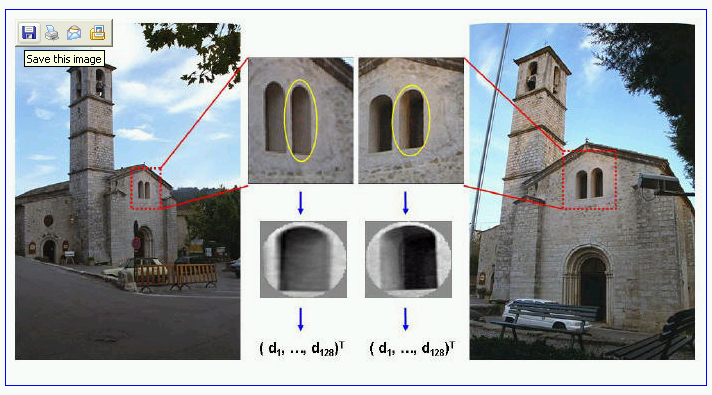 Save this image
( d1, ..., d128)T
( d1, ..., d128)T